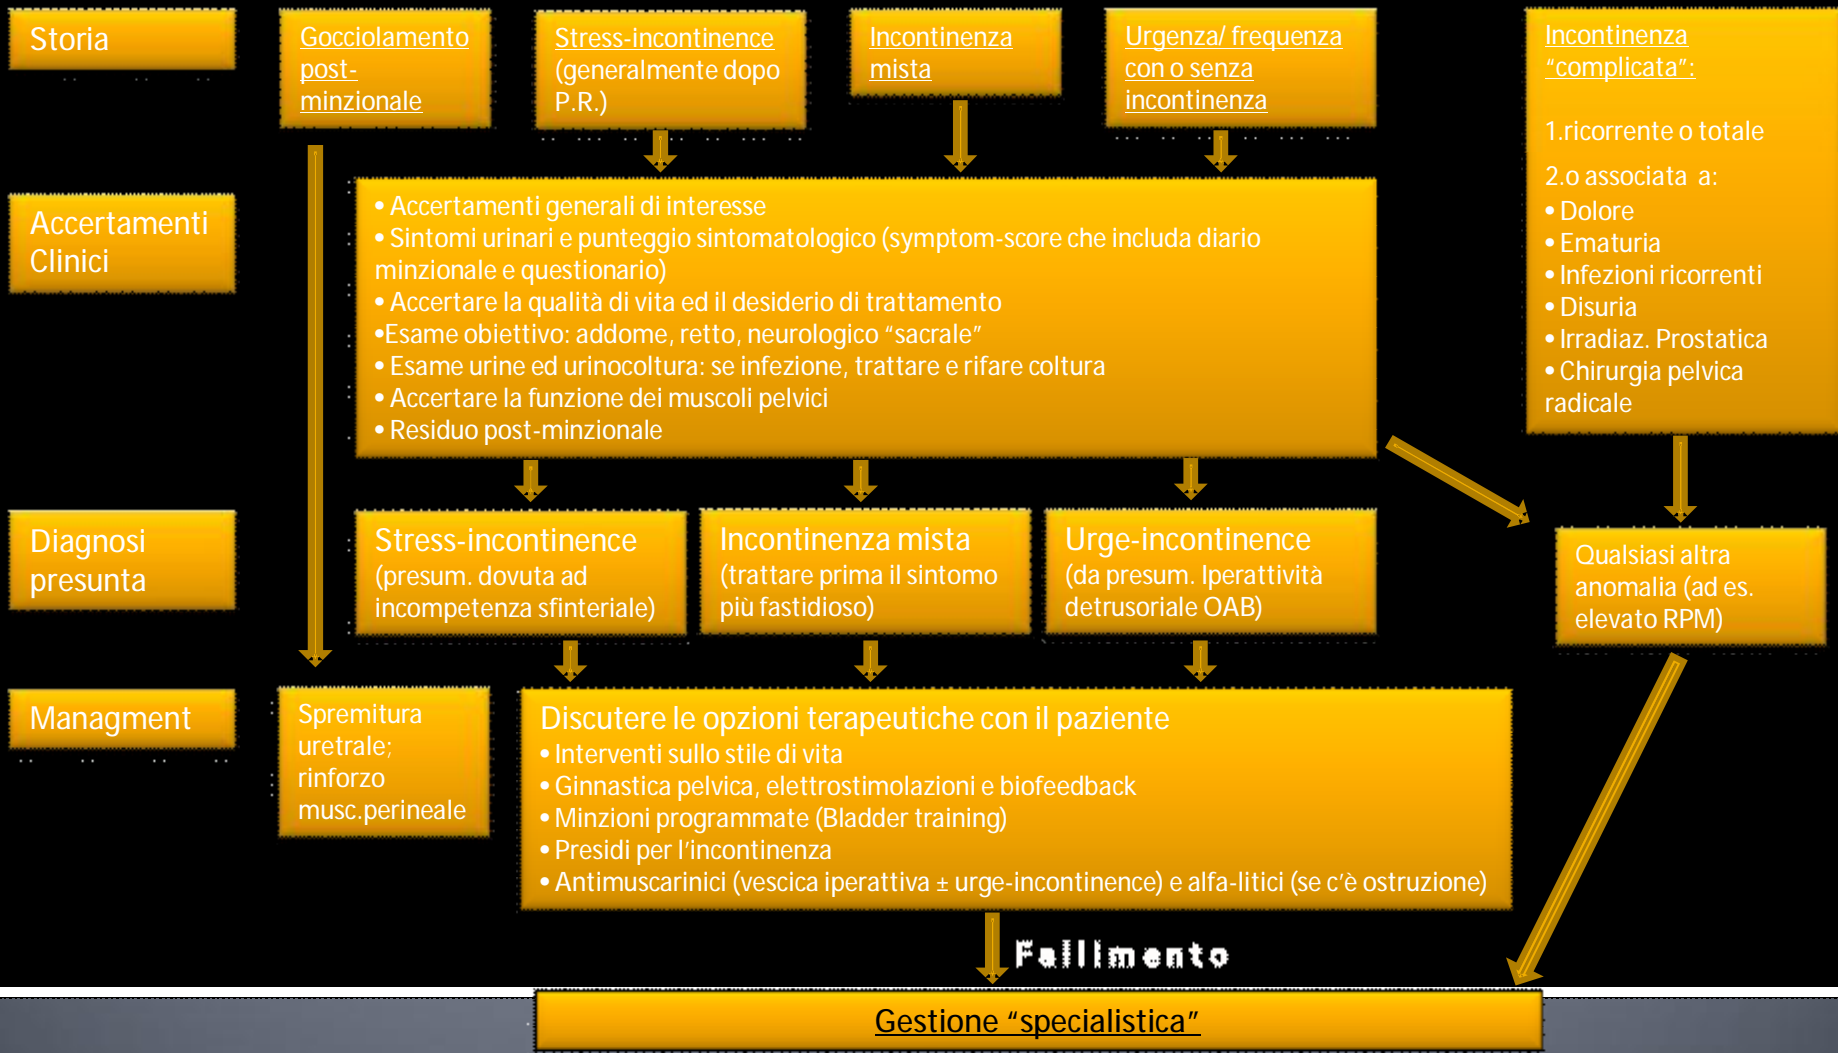 Storia
Gocciolamento
post-
minzionale
Stress-incontinence
(generalmente dopo
P.R.)
Incontinenza
mista
Urgenza/ frequenza
con o senza
incontinenza
Incontinenza
“complicata”:
1.ricorrente o totale
2.o associata a:
• Dolore
• Ematuria
• Infezioni ricorrenti
• Disuria
• Irradiaz. Prostatica
• Chirurgia pelvica
radicale
Accertamenti
Clinici
• Accertamenti generali di interesse
• Sintomi urinari e punteggio sintomatologico (symptom-score che includa diario
minzionale e questionario)
• Accertare la qualità di vita ed il desiderio di trattamento
•Esame obiettivo: addome, retto, neurologico “sacrale”
• Esame urine ed urinocoltura: se infezione, trattare e rifare coltura
• Accertare la funzione dei muscoli pelvici
• Residuo post-minzionale
Diagnosi
presunta
Stress-incontinence
(presum. dovuta ad
incompetenza sfinteriale)
Incontinenza mista
(trattare prima il sintomo
più fastidioso)
Urge-incontinence
(da presum. Iperattività
detrusoriale OAB)
Qualsiasi altra
anomalia (ad es.
elevato RPM)
Managment
Spremitura
uretrale;
rinforzo
musc.perineale
Discutere le opzioni terapeutiche con il paziente
• Interventi sullo stile di vita
• Ginnastica pelvica, elettrostimolazioni e biofeedback
• Minzioni programmate (Bladder training)
• Presidi per l’incontinenza
• Antimuscarinici (vescica iperattiva ± urge-incontinence) e alfa-litici (se c’è ostruzione)
Fallimento
Gestione “specialistica”